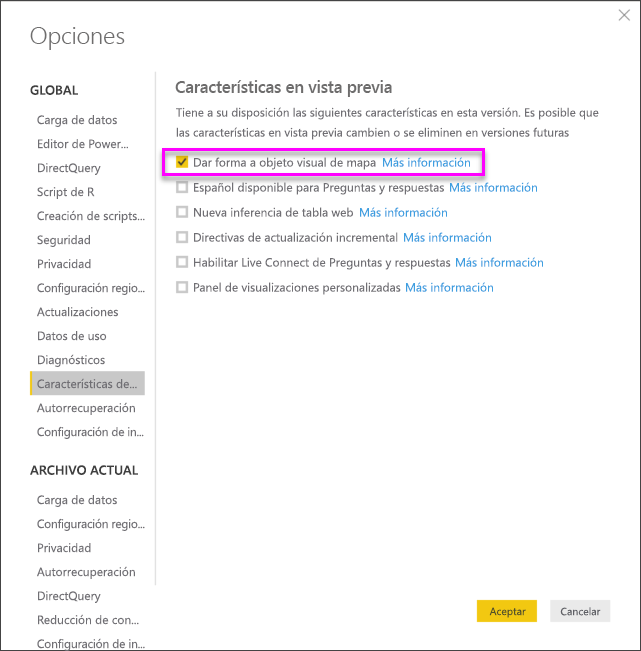 Opciones
GLOBAL
Carga de datos
Editor de Power...
DirectQuery
Script de R
Creación de scripts...
Seguridad
Privacidad
Configuración regio...
Actualizaciones
Datos de uso
Diagnósticos
Características de...
Autorrecuperación
Configuración de in...
ARCHIVO ACTUAL
Carga de datos
Configuración regio...
Privacidad
Autorrecuperación
DirectQuery
Reducción de con...
Configuración de in...
Características en vista previa
Tiene a su disposición las siguientes características en esta versión. Es posible que
las características en vista previa cambien o se eliminen en versiones futuras
Dar forma a objeto visual de mapa Más información
Español disponible para Preguntas y respuestas Más información
Nueva inferencia de tabla web Más información
Directivas de actualización incremental Más información
Habilitar Live Connect de Preguntas y respuestas Más información
Panel de visualizaciones personalizadas Más información
Aceptar
Cancelar